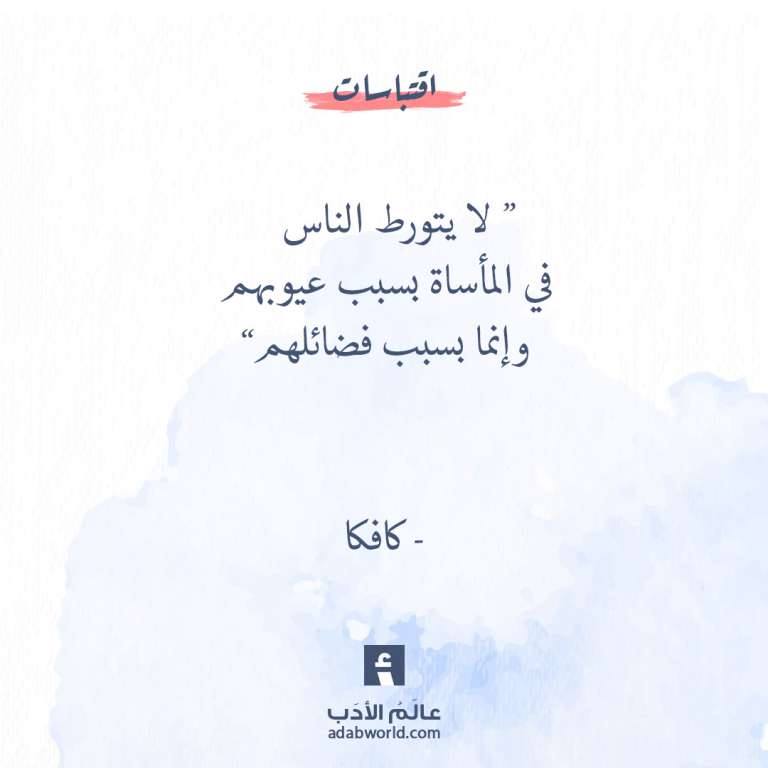 اقتباسات
” لا يتورط الناس
في المأساة بسبب عيوبهم
وإنما بسبب فضائلهم“
- كافكا
أ
عالَمُ الأدَب
adabworld.com